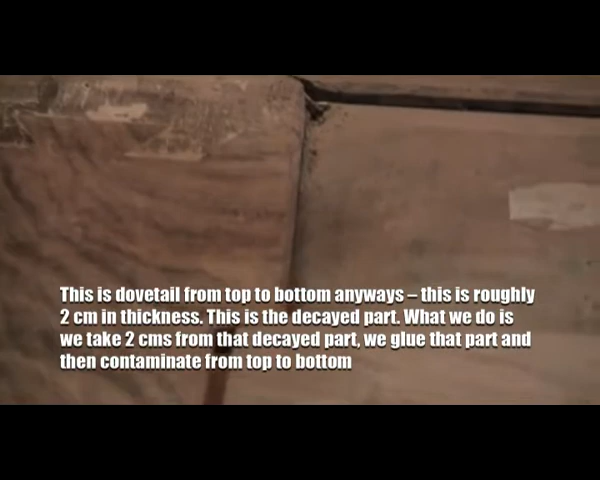 This is dovetail from top to bottom anyways – this is roughly
2 cm in thickness. This is the decayed part. What we do is
we take 2 cms from that decayed part, we glue that part and
then contaminate from top to bottom